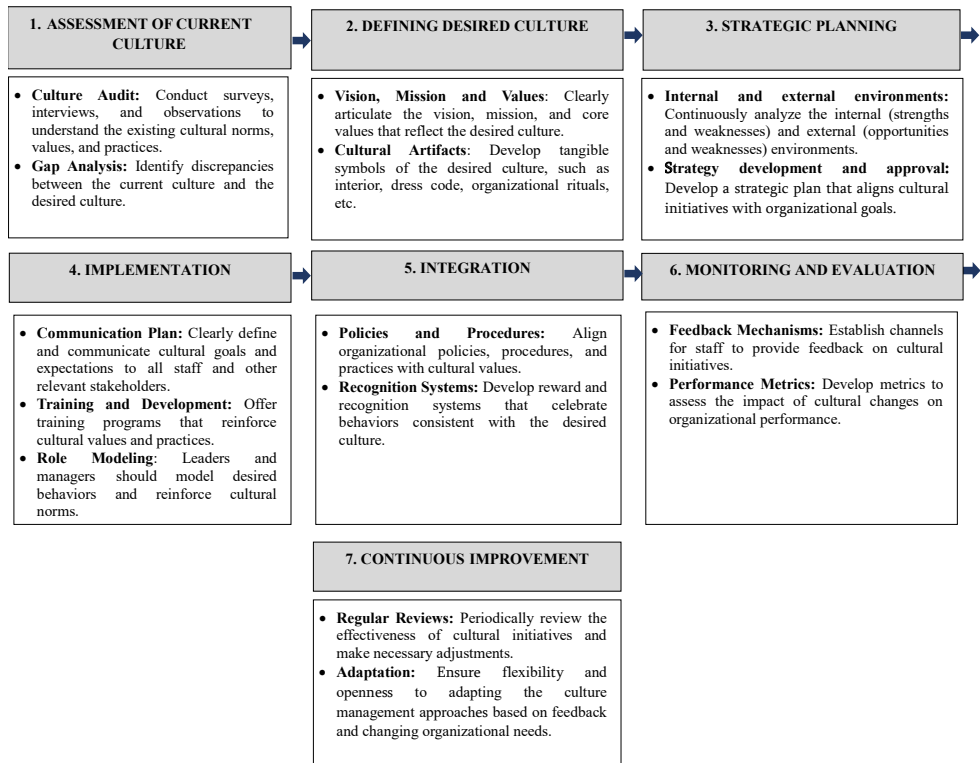 1. ASSESSMENT OF CURRENT
CULTURE
• Culture Audit: Conduct surveys,
interviews, and observations to
understand the existing cultural norms,
values, and practices.
• Gap Analysis: Identify discrepancies
between the current culture and the
desired culture.
2. DEFINING DESIRED CULTURE
• Vision, Mission and Values: Clearly
articulate the vision, mission, and core
values that reflect the desired culture.
• Cultural Artifacts: Develop tangible
symbols of the desired culture, such as
interior, dress code, organizational rituals,
etc.
3. STRATEGIC PLANNING
• Internal and external environments:
Continuously analyze the internal (strengths
and weaknesses) and external (opportunities
and weaknesses) environments.
• Strategy development and approval:
Develop a strategic plan that aligns cultural
initiatives with organizational goals.
4. IMPLEMENTATION
• Communication Plan: Clearly define
and communicate cultural goals and
expectations to all staff and other
relevant stakeholders.
• Training and Development: Offer
training programs that reinforce
cultural values and practices.
• Role Modeling: Leaders and
managers should model desired
behaviors and reinforce cultural
norms.
5. INTEGRATION
• Policies and Procedures: Align
organizational policies, procedures, and
practices with cultural values.
• Recognition Systems: Develop reward and
recognition systems that celebrate
behaviors consistent with the desired
culture.
6. MONITORING AND EVALUATION
• Feedback Mechanisms: Establish channels
for staff to provide feedback on cultural
initiatives.
• Performance Metrics: Develop metrics to
assess the impact of cultural changes on
organizational performance.
7. CONTINUOUS IMPROVEMENT
• Regular Reviews: Periodically review the
effectiveness of cultural initiatives and
make necessary adjustments.
• Adaptation: Ensure flexibility and
openness to adapting the culture
management approaches based on feedback
and changing organizational needs.